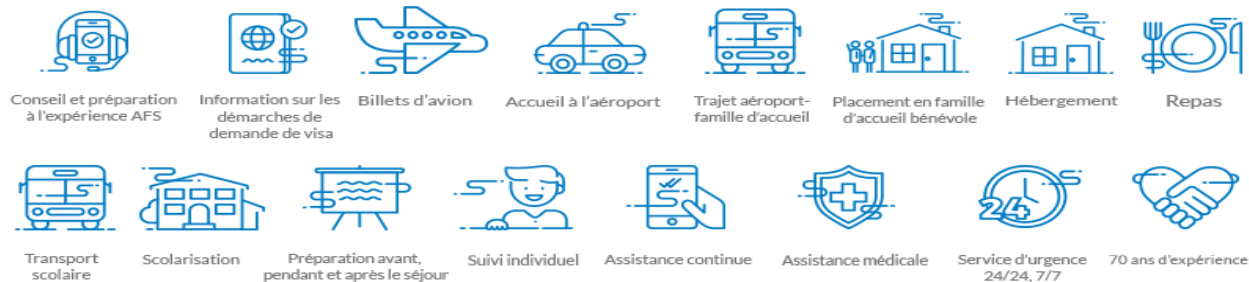 Conseil et préparation
à l'expérience AFS
Information sur les
démarches de
demande de visa
Billets d'avion
Accueil à l'aéroport
Trajet aéroport-
famille d'accueil
Placement en famille
d'accueil bénévole
Hébergement
Repas
24
Transport
scolaire
Scolarisation
Préparation avant,
pendant et après le séjour
Suivi individuel
Assistance continue
Assistance médicale
Service d'urgence
24/24, 7/7
70 ans d'expérience